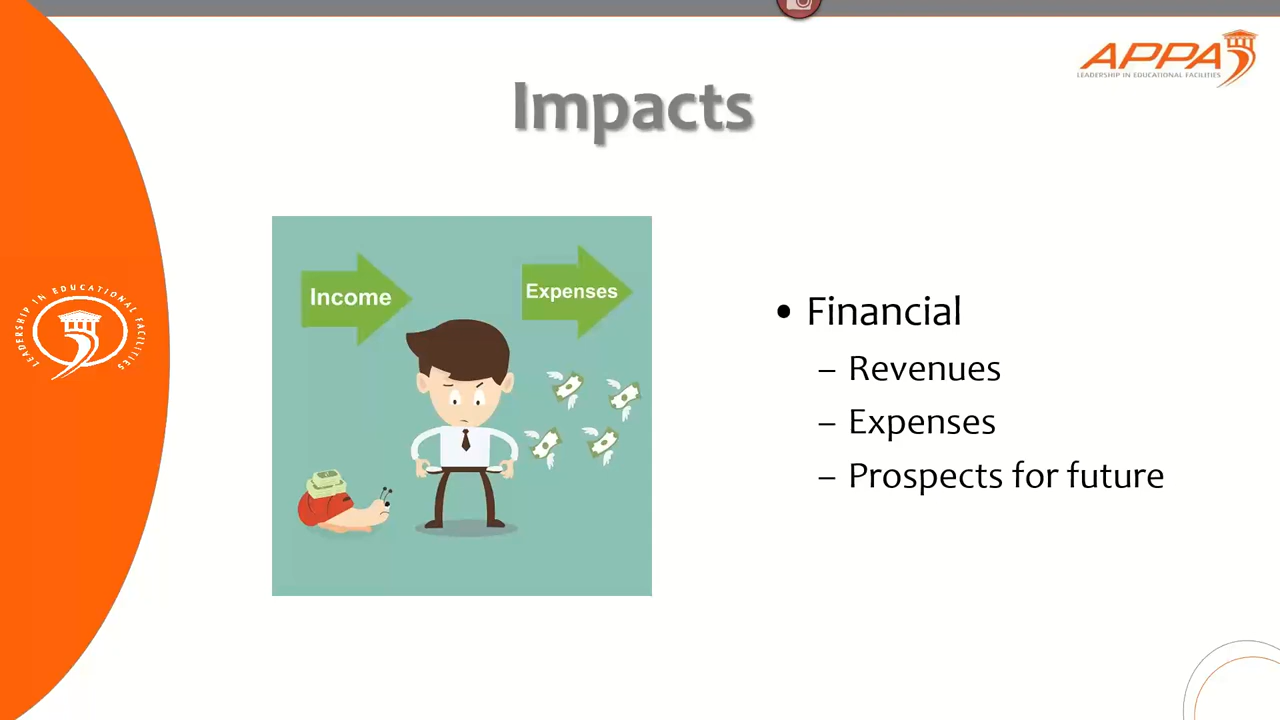 APPA
LEADERSHIP IN EDUCATIONAL FACILITIES
Impacts
Income
Expenses
LEADERSHIP IN EDUCATIONAL FACILITIES
• Financial
– Revenues
– Expenses
– Prospects for future